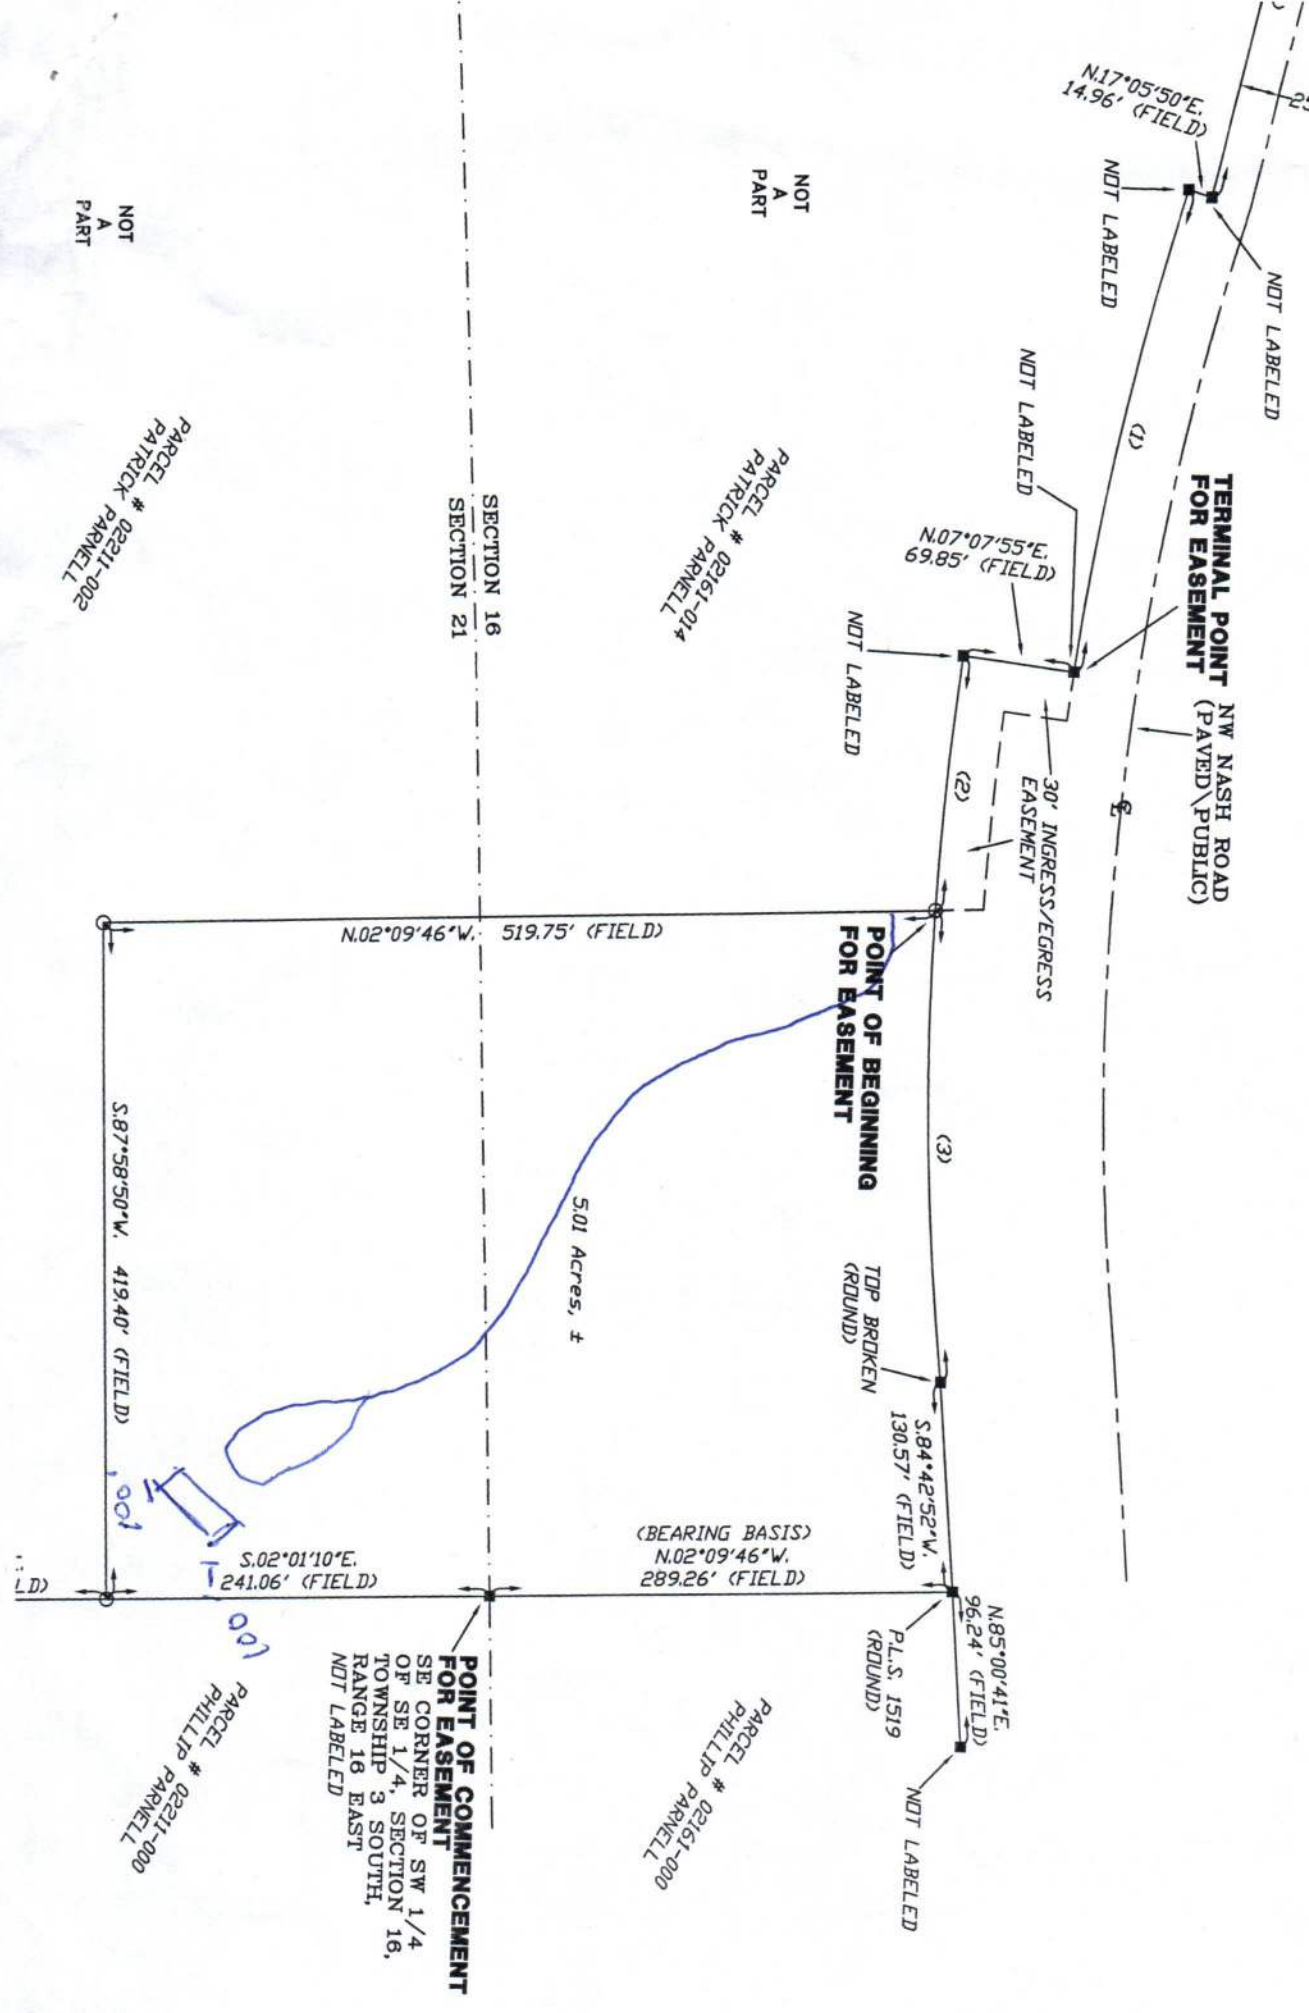 N.17°05'50"E.
14.96' (FIELD)
NOT LABELED
NOT LABELED
(1)
NOT
A
PART
NOT
A
PART
NOT LABELED
TERMINAL POINT
FOR EASEMENT
NW NASH ROAD
(PAVED\PUBLIC)
N.07°07'55"E.
69.85' (FIELD)
NOT LABELED
(2)
30' INGRESS/EGRESS
EASEMENT
PARCEL # 02161-014
PATRICK PARNELL
SECTION 16
SECTION 21
PARCEL # 02211-002
PATRICK PARNELL
N.02°09'46"W. 519.75' (FIELD)
POINT OF BEGINNING
FOR EASEMENT
(3)
5.01 Acres, ±
TOP BROKEN
(ROUND)
S.84°42'52"W.
130.57' (FIELD)
S.87°58'50"W. 419.40' (FIELD)
100'
(BEARING BASIS)
N.02°09'46"W.
289.26' (FIELD)
S.02°01'10"E.
241.06' (FIELD)
LD)
100'
N.85°00'41"E.
96.24' (FIELD)
P.L.S. 1519
(ROUND)
NOT LABELED
POINT OF COMMENCEMENT
FOR EASEMENT
SE CORNER OF SW 1/4
OF SE 1/4, SECTION 16,
TOWNSHIP 3 SOUTH,
RANGE 16 EAST
NOT LABELED
PARCEL # 02161-000
PHILLIP PARNELL
PARCEL # 02211-000
PHILLIP PARNELL